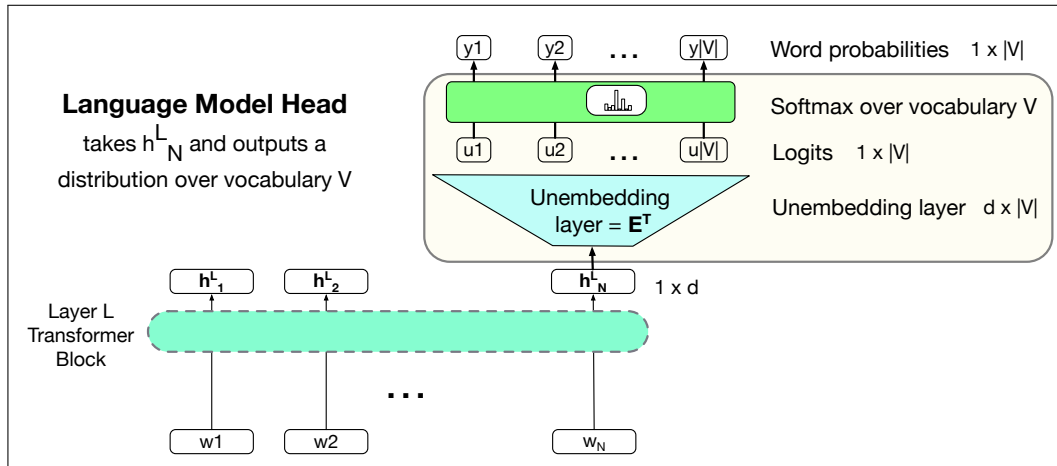 y1 y2 ... y|V| Word probabilities 1 x |V|
Language Model Head
takes h^L_N and outputs a
distribution over vocabulary V
Softmax over vocabulary V
u1 u2 ... u|V| Logits 1 x |V|
Unembedding
layer = E^T
Unembedding layer d x |V|
h^L_1 h^L_2 h^L_N 1 x d
Layer L
Transformer
Block
...
w1 w2 w_N